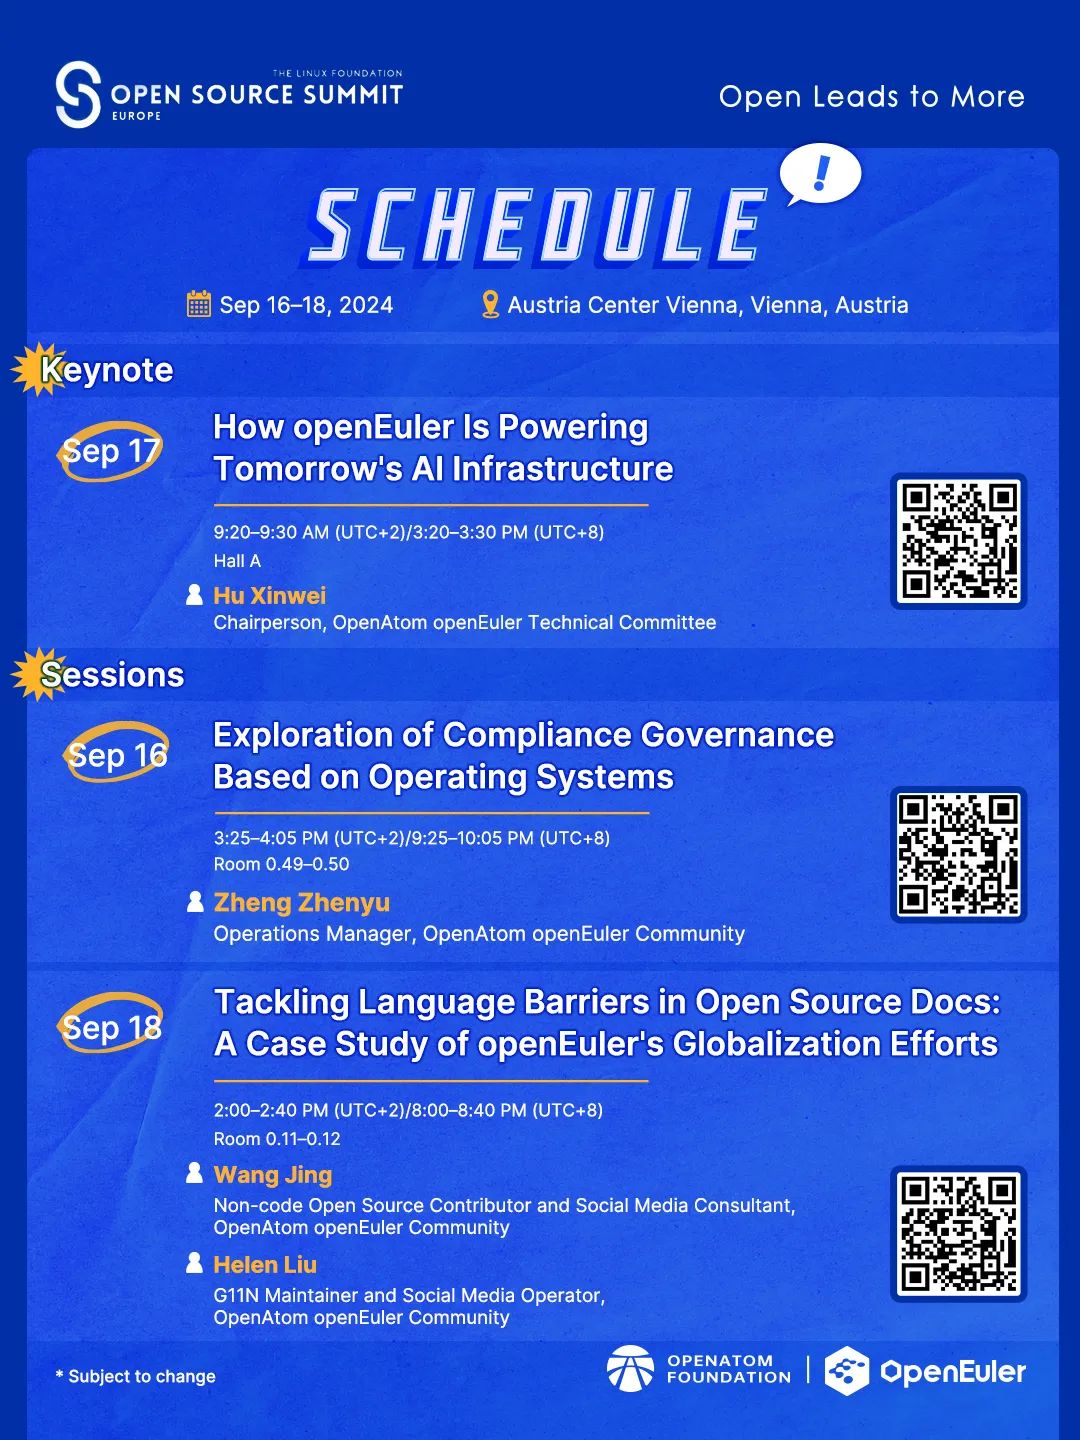 THE LINUX FOUNDATION
OPEN SOURCE SUMMIT
EUROPE
Open Leads to More
SCHEDULE
!
Sep 16–18, 2024
Austria Center Vienna, Vienna, Austria
Keynote
Sep 17
How openEuler Is Powering
Tomorrow's AI Infrastructure
9:20–9:30 AM (UTC+2)/3:20–3:30 PM (UTC+8)
Hall A
Hu Xinwei
Chairperson, OpenAtom openEuler Technical Committee
Sessions
Sep 16
Exploration of Compliance Governance
Based on Operating Systems
3:25–4:05 PM (UTC+2)/9:25–10:05 PM (UTC+8)
Room 0.49–0.50
Zheng Zhenyu
Operations Manager, OpenAtom openEuler Community
Sep 18
Tackling Language Barriers in Open Source Docs:
A Case Study of openEuler's Globalization Efforts
2:00–2:40 PM (UTC+2)/8:00–8:40 PM (UTC+8)
Room 0.11–0.12
Wang Jing
Non-code Open Source Contributor and Social Media Consultant,
OpenAtom openEuler Community
Helen Liu
G11N Maintainer and Social Media Operator,
OpenAtom openEuler Community
* Subject to change
OPENATOM
FOUNDATION
OpenEuler